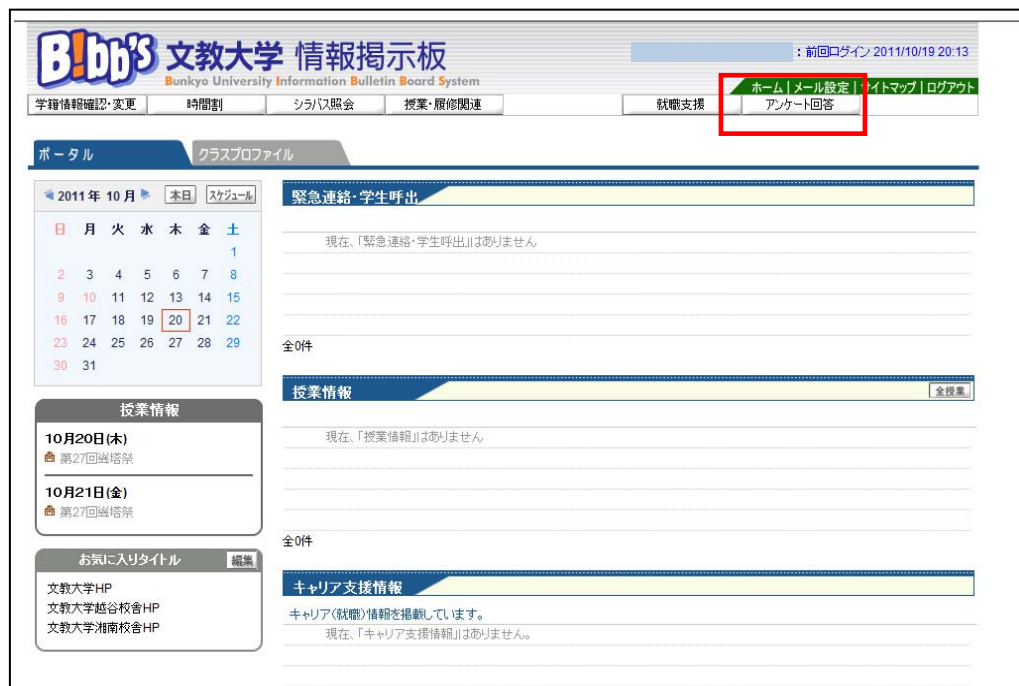 B!bb's 文教大学 情報掲示板
Bunkyo University Information Bulletin Board System
：前回ログイン 2011/10/19 20:13
ホーム | メール設定 | サイトマップ | ログアウト
学籍情報確認・変更 時間割 シラバス照会 授業・履修関連 就職支援 アンケート回答
ポータル クラスプロファイル
2011年 10月 本日 スケジュール
日 月 火 水 木 金 土
1
2 3 4 5 6 7 8
9 10 11 12 13 14 15
16 17 18 19 20 21 22
23 24 25 26 27 28 29
30 31
授業情報
10月20日(木)
第27回聳塔祭
10月21日(金)
第27回聳塔祭
お気に入りタイトル 編集
文教大学HP
文教大学越谷校舎HP
文教大学湘南校舎HP
緊急連絡・学生呼出
現在、「緊急連絡・学生呼出」はありません
全0件
授業情報 全授業
現在、「授業情報」はありません
全0件
キャリア支援情報
キャリア(就職)情報を掲載しています。
現在、「キャリア支援情報」はありません。